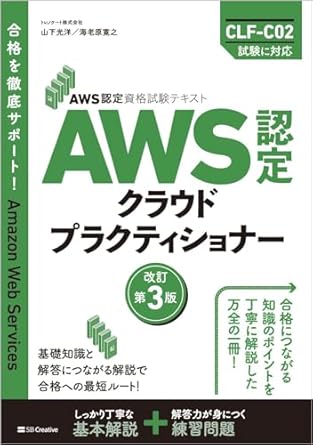 トレノケート株式会社
山下光洋／海老原寛之
CLF-C02
試験に対応
合格を徹底サポート! Amazon Web Services
AWS認定資格試験テキスト
AWS認定
クラウド
プラクティショナー
改訂
第3版
合格につながる
知識のポイントを
丁寧に解説した
万全の一冊!
基礎知識と
解答につながる解説で
合格への最短ルート!
SB Creative
しっかり丁寧な
基本解説
+
解答力が身につく
練習問題